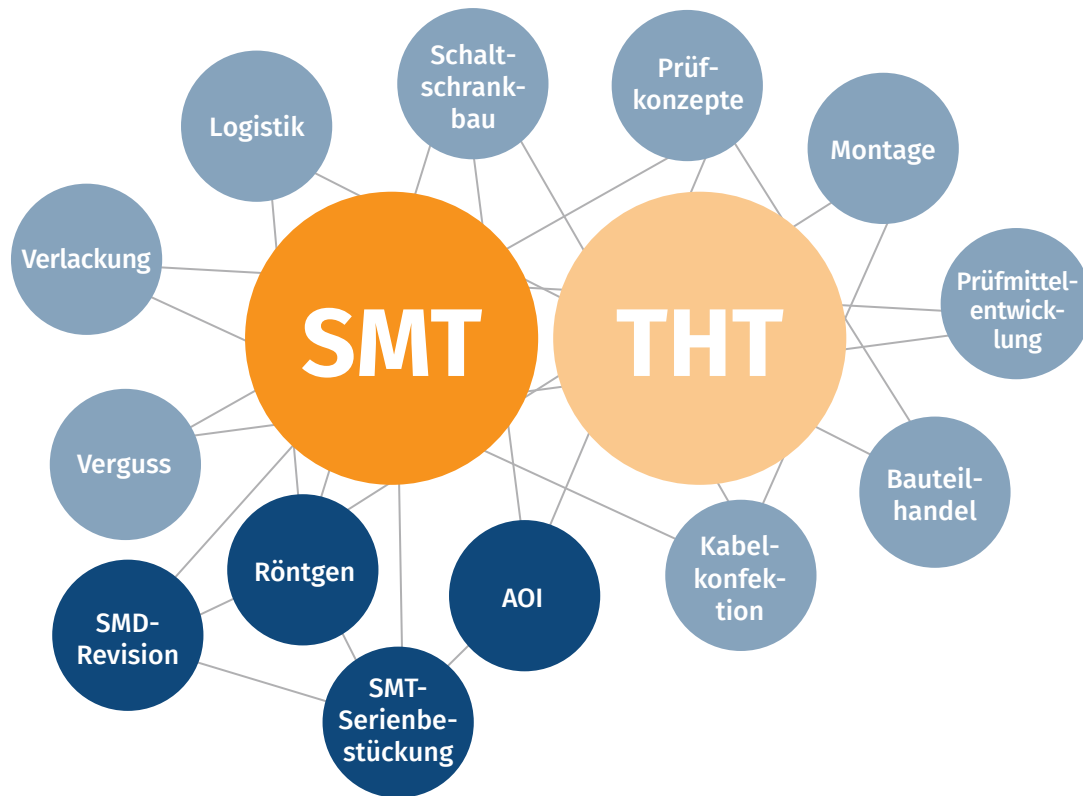 Schalt-
schrank-
bau
Prüf-
konzepte
Logistik
Montage
Verlackung
Prüfmittel-
entwick-
lung
SMT
THT
Verguss
Bauteil-
handel
Röntgen
AOI
Kabel-
konfek-
tion
SMD-
Revision
SMT-
Serienbe-
stückung